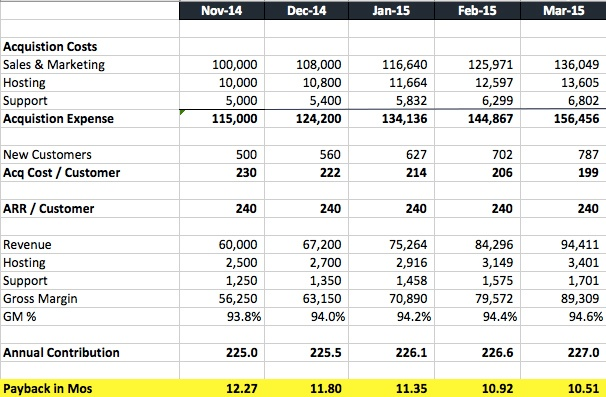 Nov-14 Dec-14 Jan-15 Feb-15 Mar-15
Acquistion Costs
Sales & Marketing 100,000 108,000 116,640 125,971 136,049
Hosting 10,000 10,800 11,664 12,597 13,605
Support 5,000 5,400 5,832 6,299 6,802
Acquistion Expense 115,000 124,200 134,136 144,867 156,456
New Customers 500 560 627 702 787
Acq Cost / Customer 230 222 214 206 199
ARR / Customer 240 240 240 240 240
Revenue 60,000 67,200 75,264 84,296 94,411
Hosting 2,500 2,700 2,916 3,149 3,401
Support 1,250 1,350 1,458 1,575 1,701
Gross Margin 56,250 63,150 70,890 79,572 89,309
GM % 93.8% 94.0% 94.2% 94.4% 94.6%
Annual Contribution 225.0 225.5 226.1 226.6 227.0
Payback in Mos 12.27 11.80 11.35 10.92 10.51